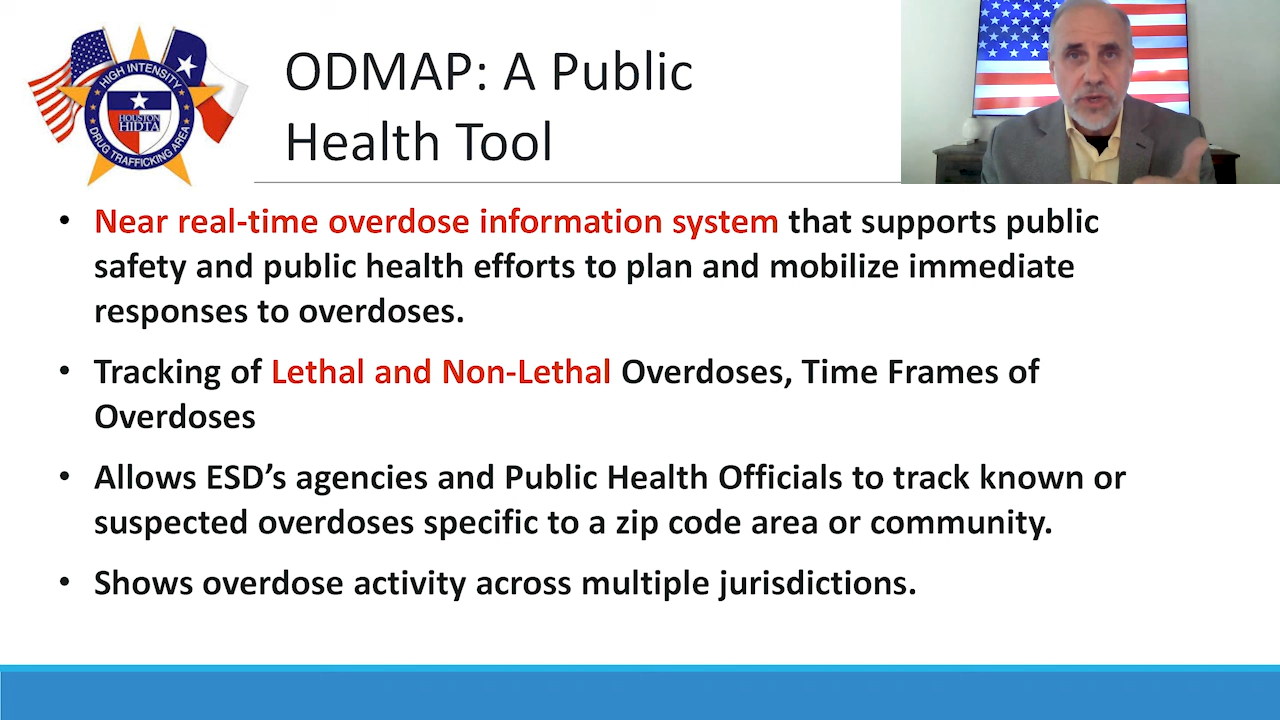 HIGH INTENSITY
HOUSTON
HIDTA
DRUG TRAFFICKING AREA
ODMAP: A Public
Health Tool
• Near real-time overdose information system that supports public
safety and public health efforts to plan and mobilize immediate
responses to overdoses.
• Tracking of Lethal and Non-Lethal Overdoses, Time Frames of
Overdoses
• Allows ESD’s agencies and Public Health Officials to track known or
suspected overdoses specific to a zip code area or community.
• Shows overdose activity across multiple jurisdictions.